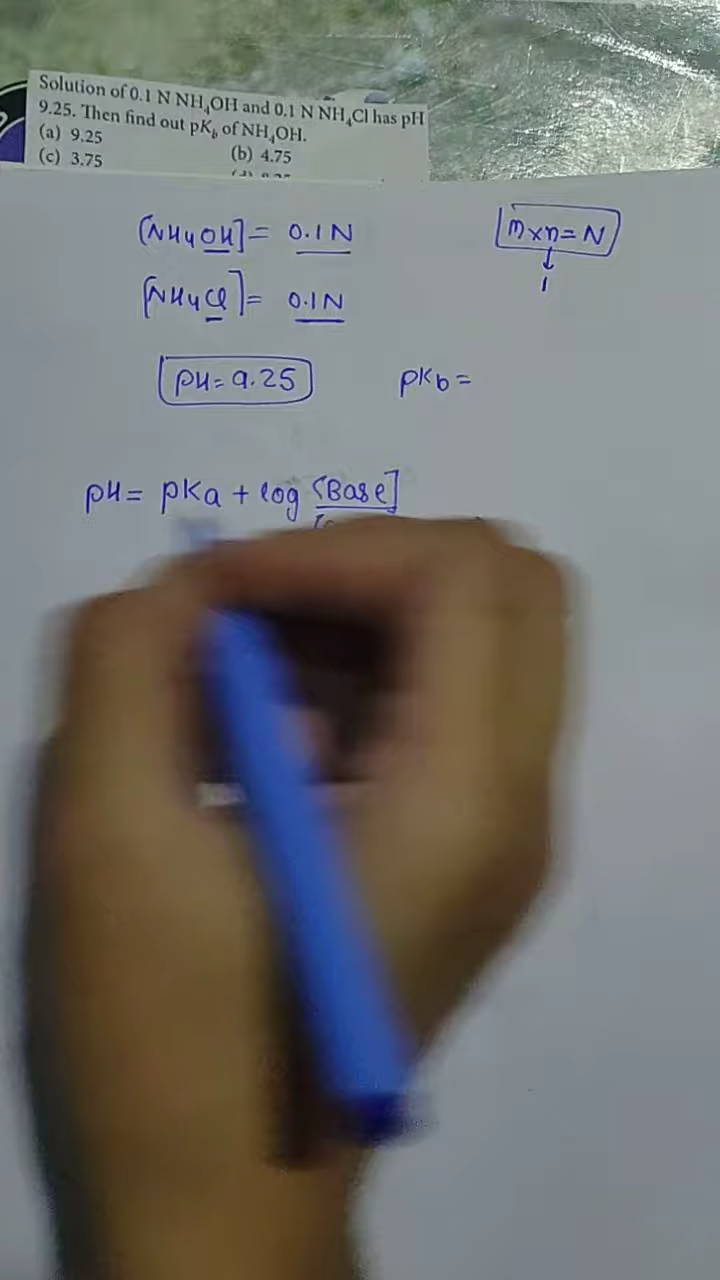 Solution of 0.1 N NH₄OH and 0.1 N NH₄Cl has pH
9.25. Then find out pK_b of NH₄OH.
(a) 9.25 (b) 4.75
(c) 3.75
[NH₄OH] = 0.1N
[NH₄Cl] = 0.1N
m×n=N
↓
1
pH = 9.25
pKb =
pH = pKa + log [Base]